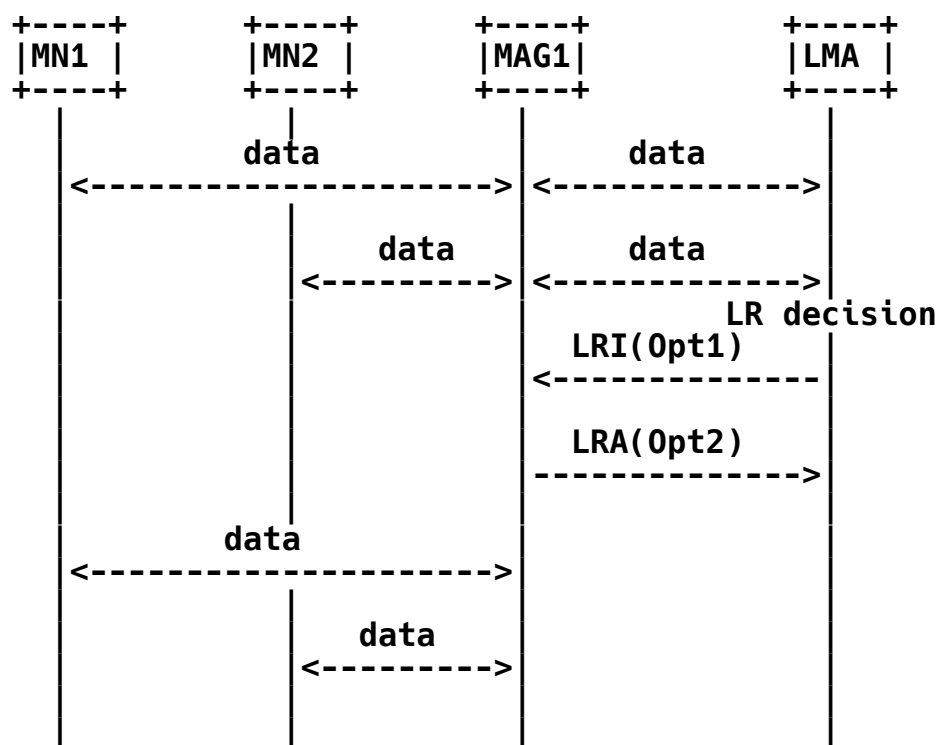 +----+      +----+      +----+          +----+
|MN1 |      |MN2 |      |MAG1|          |LMA |
+----+      +----+      +----+          +----+
  |           |           |               |
  |         data          |     data      |
  |<--------------------->|<------------->|
  |           |           |               |
  |           |    data   |     data      |
  |           |<--------->|<------------->|
  |           |           |          LR decision
  |           |           |  LRI(Opt1)    |
  |           |           |<--------------|
  |           |           |               |
  |           |           |  LRA(Opt2)    |
  |           |           |-------------->|
  |           |           |               |
  |        data           |               |
  |<--------------------->|               |
  |           |           |               |
  |           |   data    |               |
  |           |<--------->|               |
  |           |           |               |
  |           |           |               |